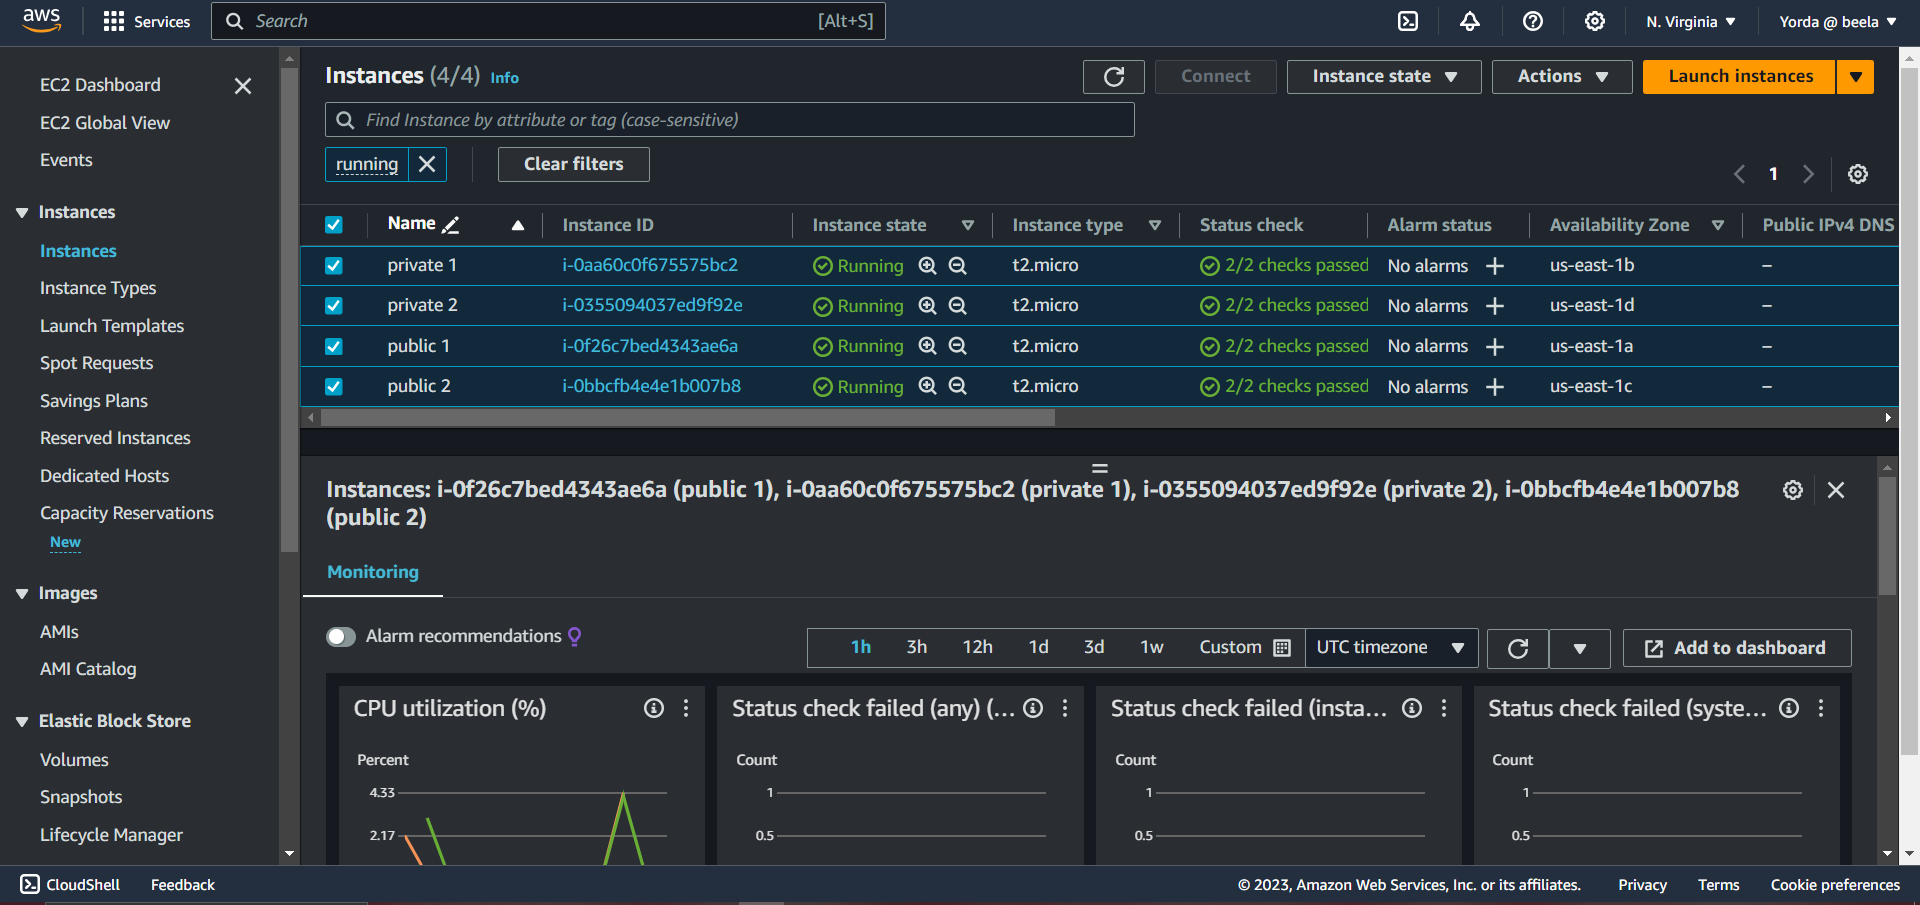 aws
Services
Search [Alt+S]
N. Virginia
Yorda @ beela
EC2 Dashboard
EC2 Global View
Events
Instances
Instances
Instance Types
Launch Templates
Spot Requests
Savings Plans
Reserved Instances
Dedicated Hosts
Capacity Reservations
New
Images
AMIs
AMI Catalog
Elastic Block Store
Volumes
Snapshots
Lifecycle Manager
Instances (4/4) Info
Connect
Instance state
Actions
Launch instances
Find Instance by attribute or tag (case-sensitive)
running
Clear filters
1
Name Instance ID Instance state Instance type Status check Alarm status Availability Zone Public IPv4 DNS
private 1 i-0aa60c0f675575bc2 Running t2.micro 2/2 checks passed No alarms us-east-1b –
private 2 i-0355094037ed9f92e Running t2.micro 2/2 checks passed No alarms us-east-1d –
public 1 i-0f26c7bed4343ae6a Running t2.micro 2/2 checks passed No alarms us-east-1a –
public 2 i-0bbcfb4e4e1b007b8 Running t2.micro 2/2 checks passed No alarms us-east-1c –
Instances: i-0f26c7bed4343ae6a (public 1), i-0aa60c0f675575bc2 (private 1), i-0355094037ed9f92e (private 2), i-0bbcfb4e4e1b007b8
(public 2)
Monitoring
Alarm recommendations
1h 3h 12h 1d 3d 1w Custom UTC timezone
Add to dashboard
CPU utilization (%)
Percent
4.33
2.17
Status check failed (any) (...
Count
1
0.5
Status check failed (insta...
Count
1
0.5
Status check failed (syste...
Count
1
0.5
CloudShell Feedback © 2023, Amazon Web Services, Inc. or its affiliates. Privacy Terms Cookie preferences